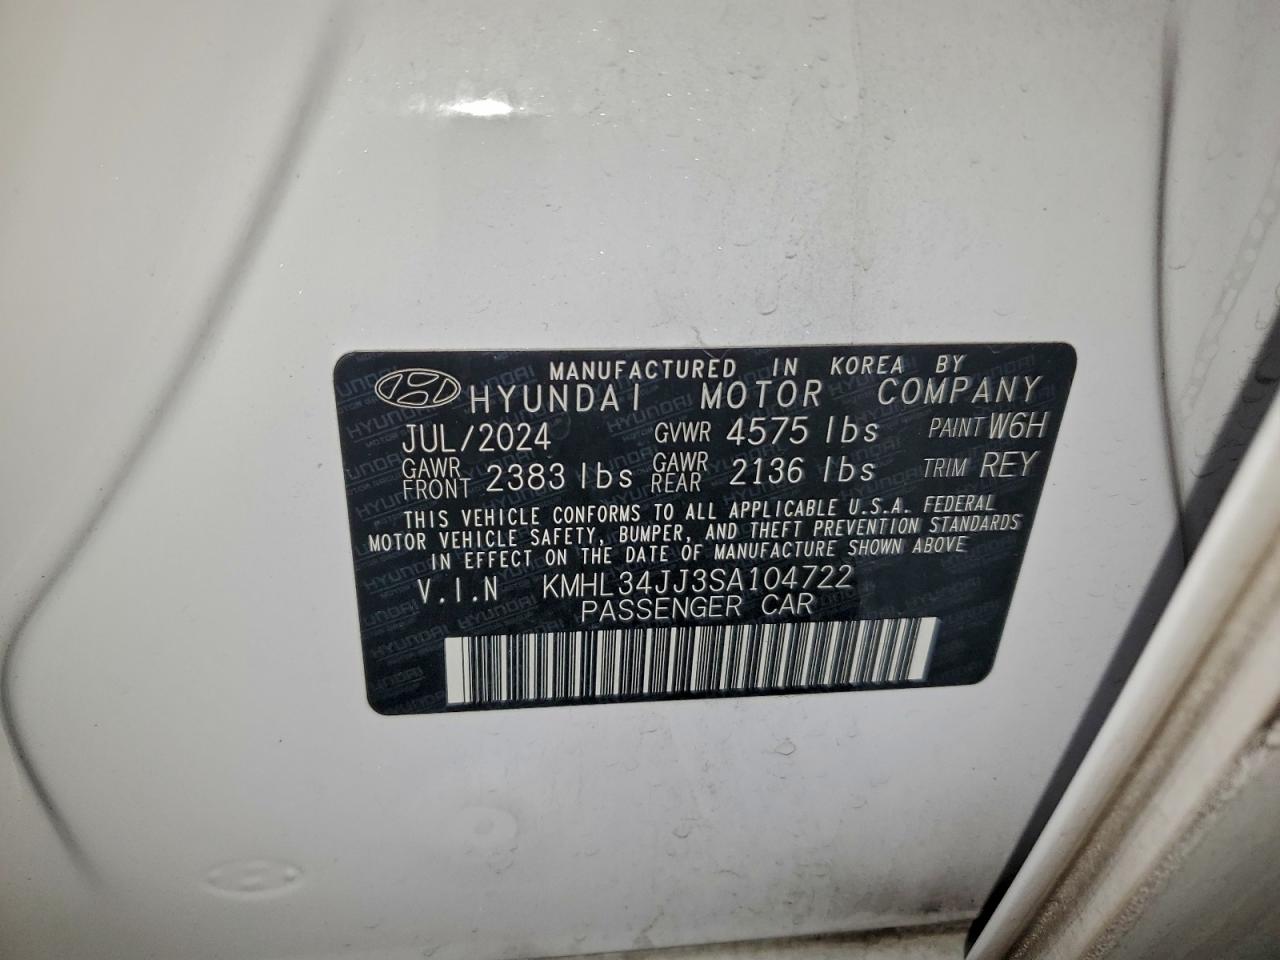 MANUFACTURED IN KOREA BY
HYUNDAI MOTOR COMPANY
JUL/2024 GVWR 4575 lbs PAINT W6H
GAWR FRONT 2383 lbs GAWR REAR 2136 lbs TRIM REY
THIS VEHICLE CONFORMS TO ALL APPLICABLE U.S.A. FEDERAL
MOTOR VEHICLE SAFETY, BUMPER, AND THEFT PREVENTION STANDARDS
IN EFFECT ON THE DATE OF MANUFACTURE SHOWN ABOVE
V.I.N KMHL34JJ3SA104722
PASSENGER CAR